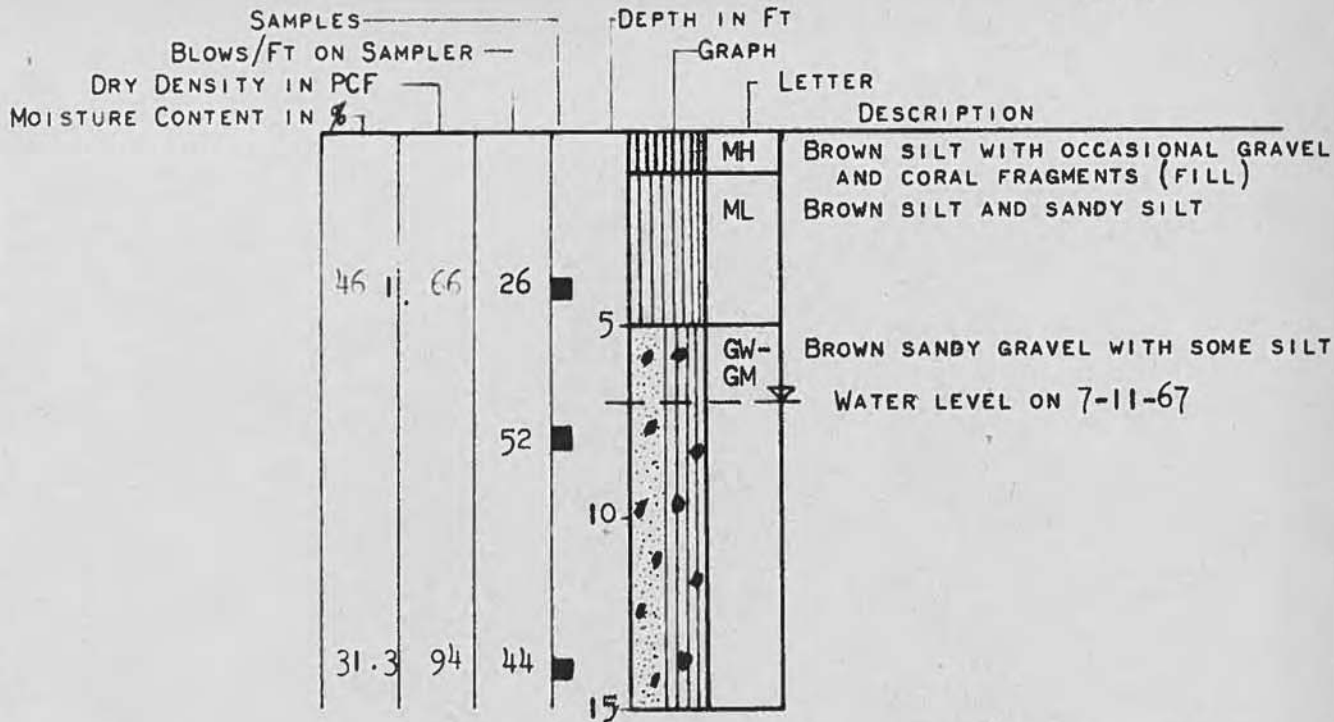 SAMPLES
DEPTH IN FT
BLOWS/FT ON SAMPLER
GRAPH
DRY DENSITY IN PCF
LETTER
MOISTURE CONTENT IN %
DESCRIPTION
MH BROWN SILT WITH OCCASIONAL GRAVEL
AND CORAL FRAGMENTS (FILL)
ML BROWN SILT AND SANDY SILT
46.1 66 26
5
GW- BROWN SANDY GRAVEL WITH SOME SILT
GM
WATER LEVEL ON 7-11-67
52
10
31.3 94 44
15